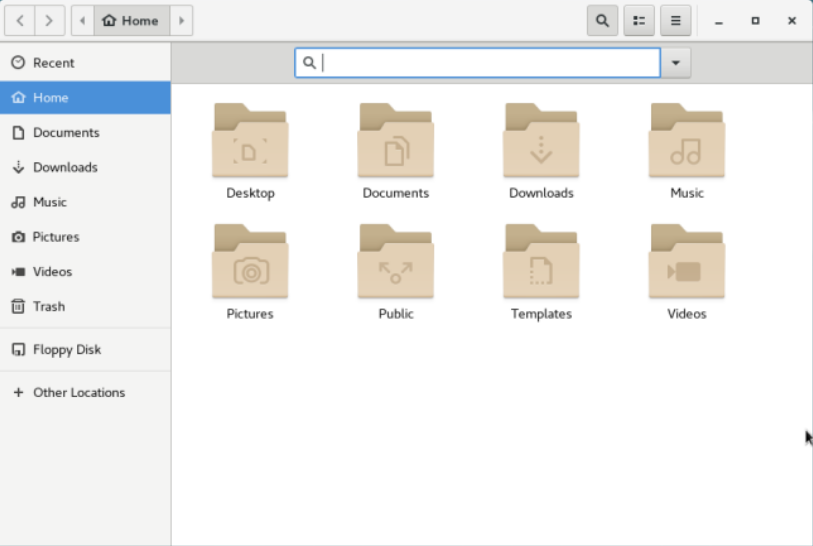 Home
Recent
Home
Documents
Downloads
Music
Pictures
Videos
Trash
Floppy Disk
Other Locations
Desktop Documents Downloads Music
Pictures Public Templates Videos